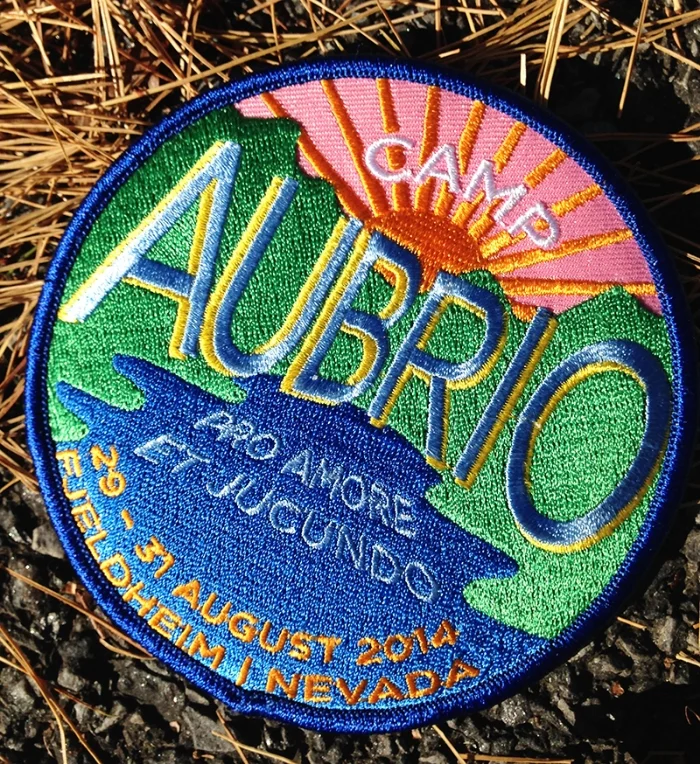 CAMP
AUBRIO
PRO AMORE
ET JUCUNDO
29 - 31 AUGUST 2014
FJELDHEIM | NEVADA